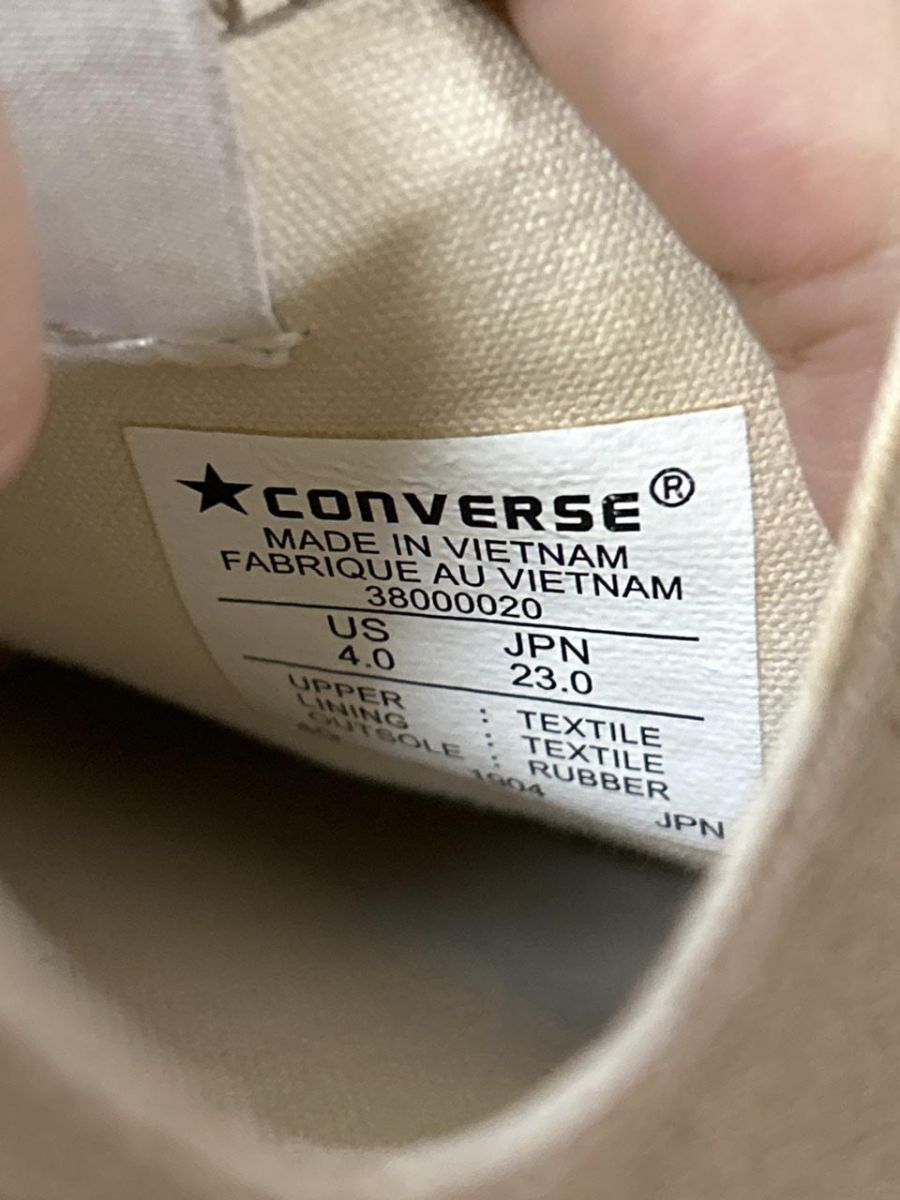 ★CONVERSE®
MADE IN VIETNAM
FABRIQUE AU VIETNAM
38000020
US JPN
4.0 23.0
UPPER : TEXTILE
LINING : TEXTILE
OUTSOLE : RUBBER
1904
JPN